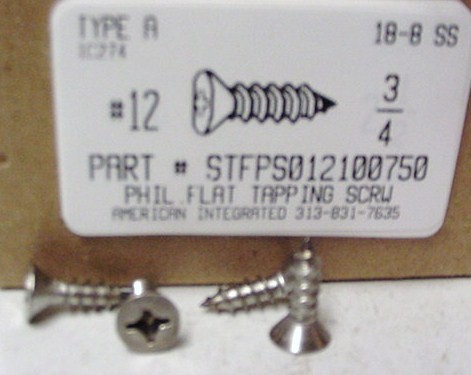 TYPE A 18-8 SS
IC274
#12 3/4
PART # STFPS012100750
PHIL.FLAT TAPPING SCRW
AMERICAN INTEGRATED 313-831-7635